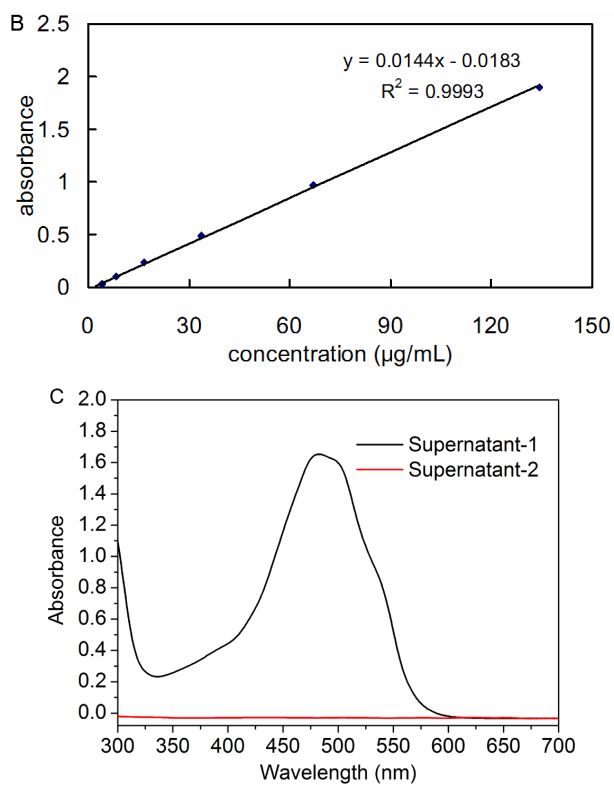 B
2.5
2
1.5
1
0.5
0
absorbance
y = 0.0144x - 0.0183
R² = 0.9993
0 30 60 90 120 150
concentration (μg/mL)
C
2.0
1.8
1.6
1.4
1.2
1.0
0.8
0.6
0.4
0.2
0.0
Absorbance
Supernatant-1
Supernatant-2
300 350 400 450 500 550 600 650 700
Wavelength (nm)